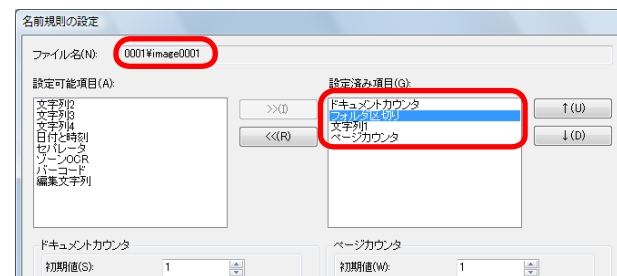 名前規則の設定
ファイル名(N): 0001¥image0001
設定可能項目(A): 設定済み項目(G):
文字列2
文字列3
文字列4
日付と時刻
セパレータ
ゾーンOCR
バーコード
編集文字列
>>(I)
<<(R)
ドキュメントカウンタ
フォルダ区切り
文字列1
ページカウンタ
↑(U)
↓(D)
ドキュメントカウンタ ページカウンタ
初期値(S): 1 初期値(W): 1